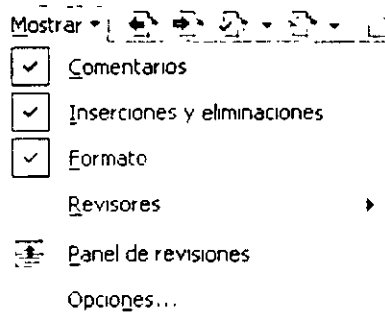 Mostrar
Comentarios
Inserciones y eliminaciones
Formato
Revisores
Panel de revisiones
Opciones...